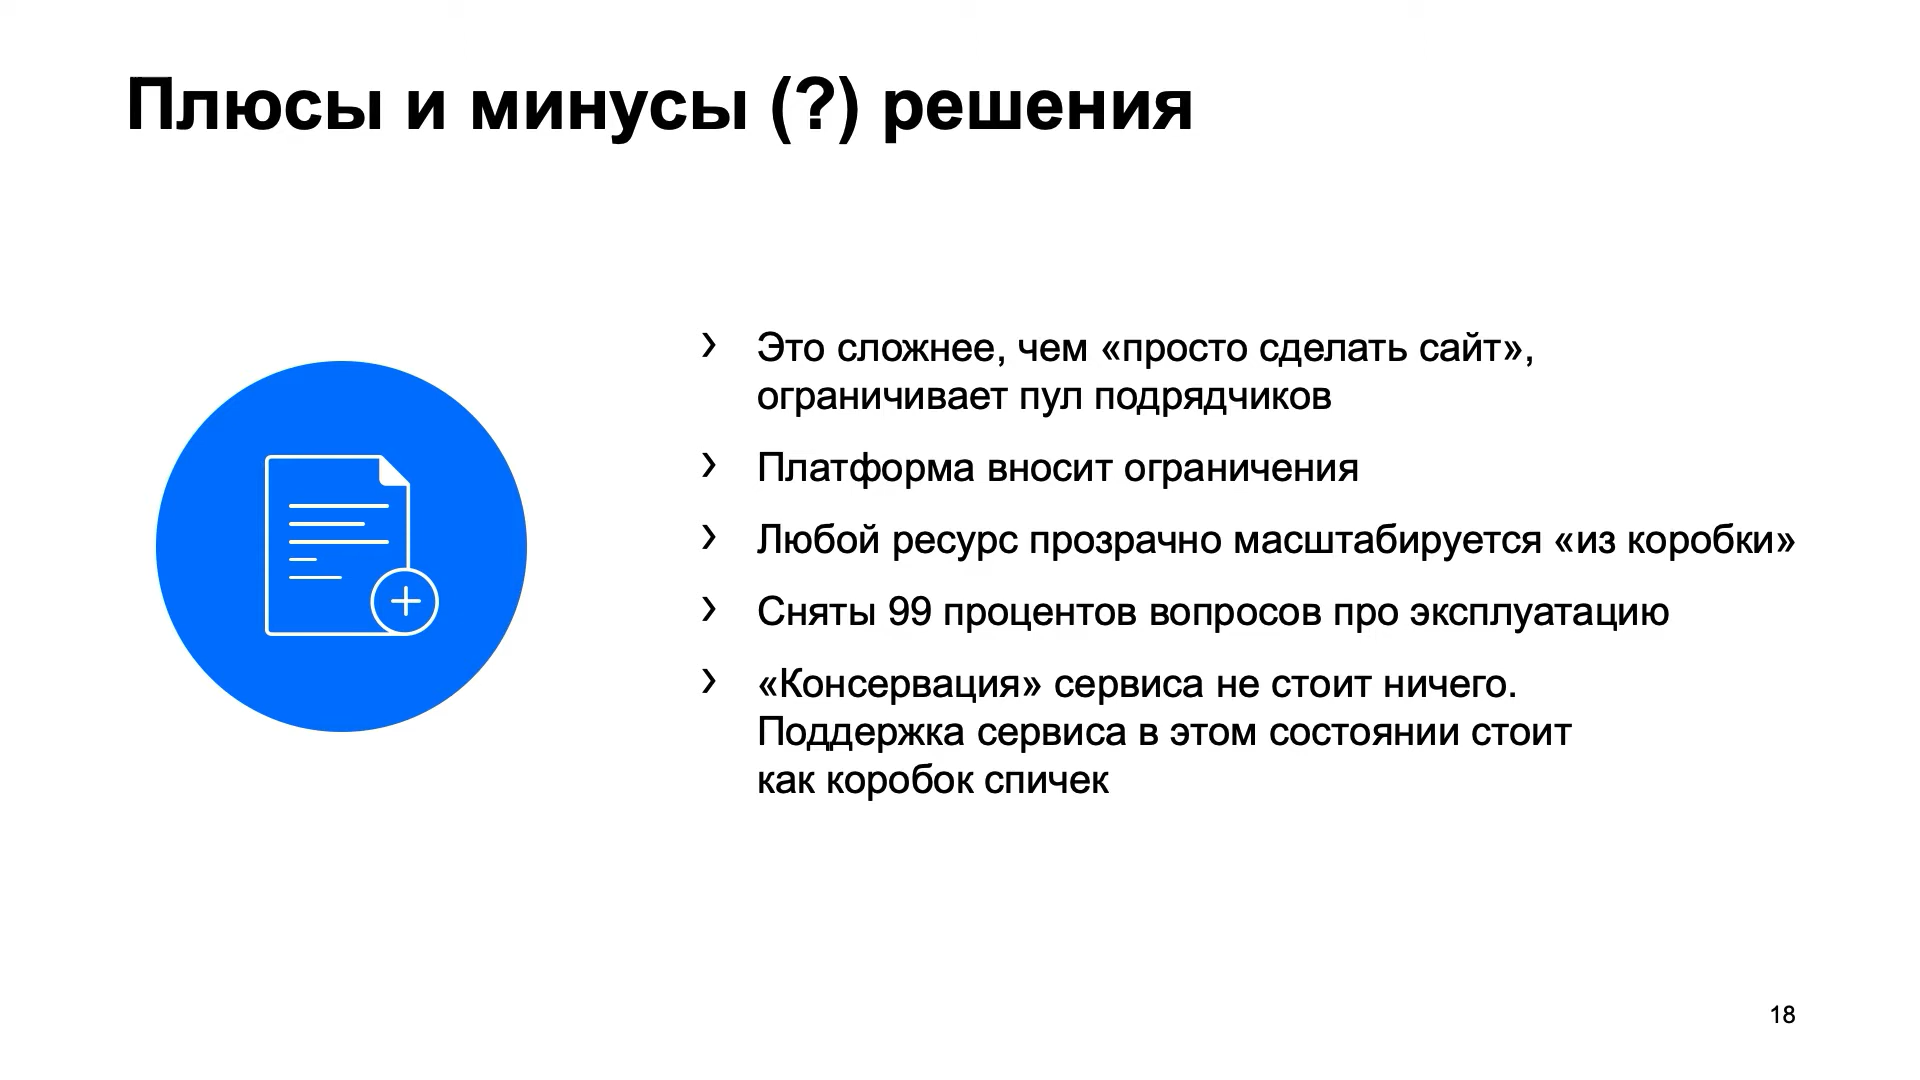 Плюсы и минусы (?) решения
› Это сложнее, чем «просто сделать сайт»,
ограничивает пул подрядчиков
› Платформа вносит ограничения
› Любой ресурс прозрачно масштабируется «из коробки»
› Сняты 99 процентов вопросов про эксплуатацию
› «Консервация» сервиса не стоит ничего.
Поддержка сервиса в этом состоянии стоит
как коробок спичек
18